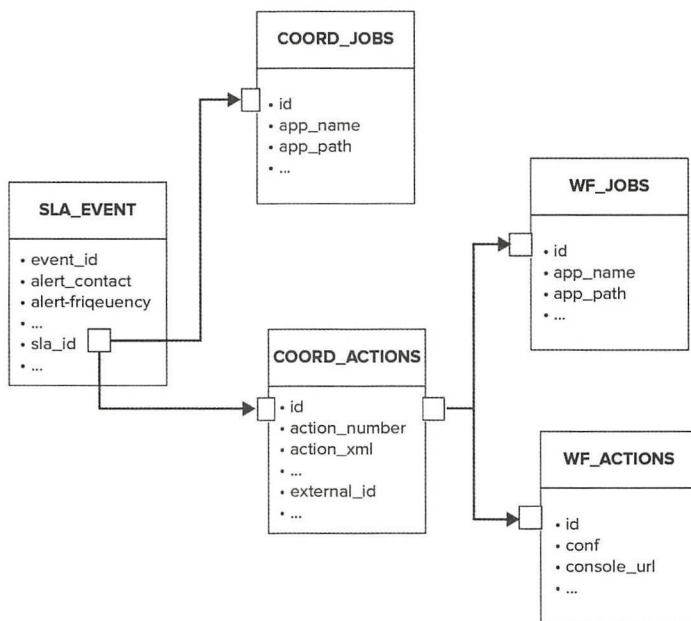 COORD_JOBS
• id
• app_name
• app_path
• ...
SLA_EVENT
• event_id
• alert_contact
• alert-friqeuency
• ...
• sla_id
• ...
WF_JOBS
• id
• app_name
• app_path
• ...
COORD_ACTIONS
• id
• action_number
• action_xml
• ...
• external_id
• ...
WF_ACTIONS
• id
• conf
• console_url
• ...